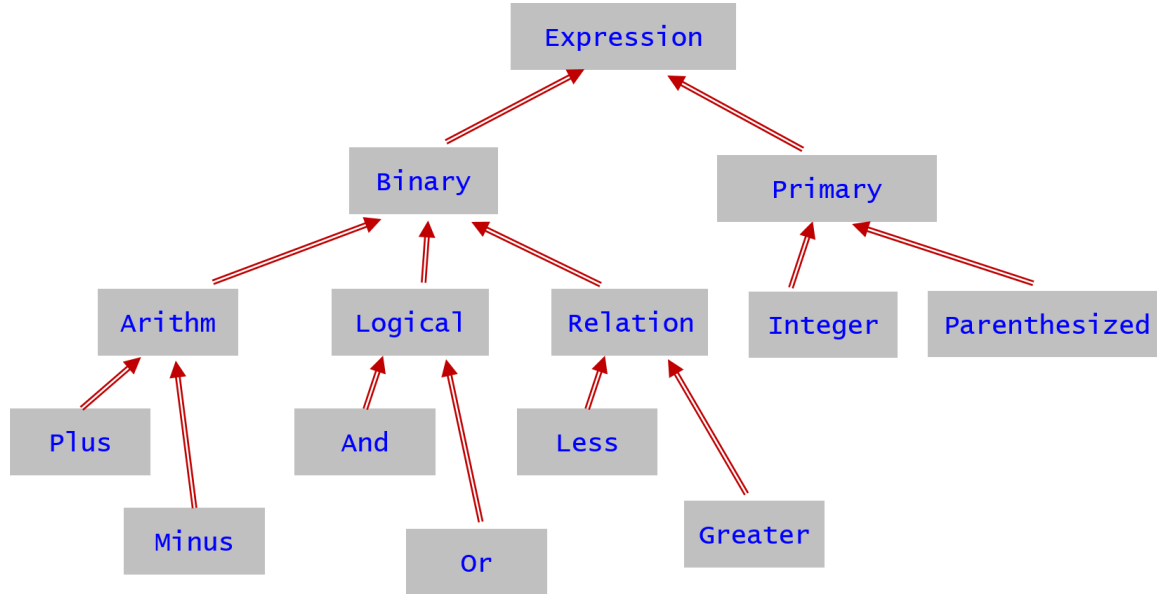 Expression
Binary
Primary
Arithm
Logical
Relation
Integer
Parenthesized
Plus
And
Less
Minus
Or
Greater